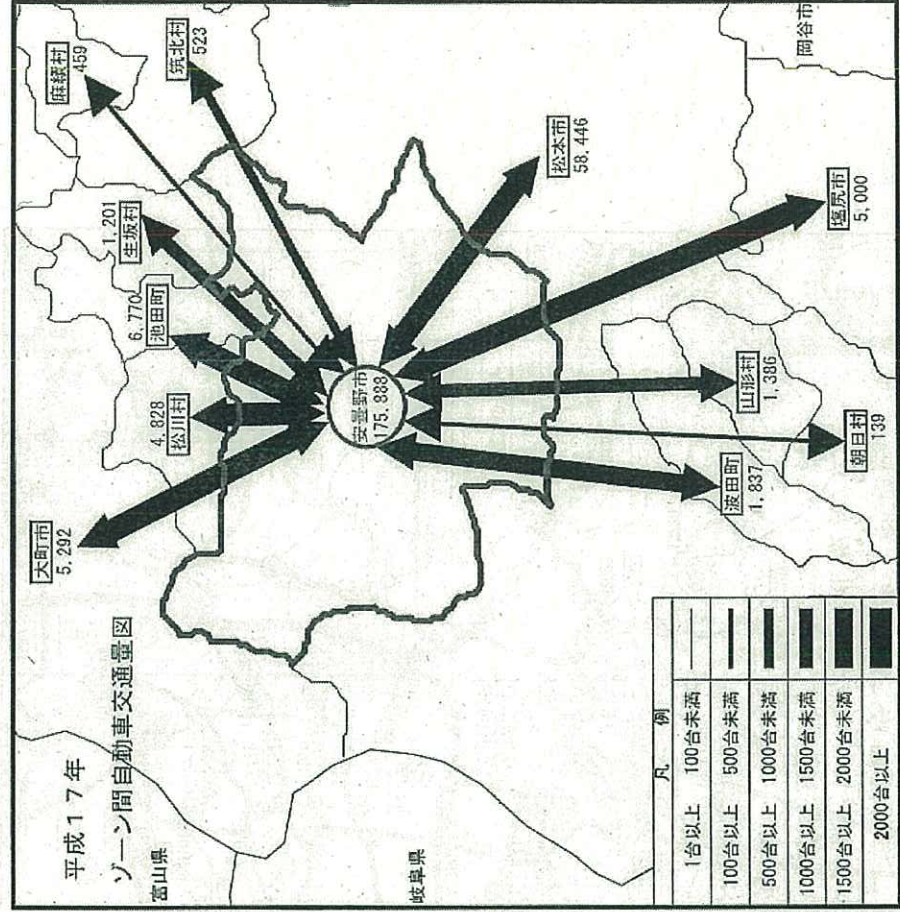 平成17年
ゾーン間自動車交通量図
富山県
岐阜県
大町市
5,292
松川村
4,828
池田町
6,770
生坂村
1,201
麻績村
459
筑北村
523
安曇野市
175,888
松本市
58,446
塩尻市
5,000
山形村
1,386
朝日村
139
波田町
1,837
岡谷市
凡 例
1台以上 100台未満
100台以上 500台未満
500台以上 1000台未満
1000台以上 1500台未満
1500台以上 2000台未満
2000台以上